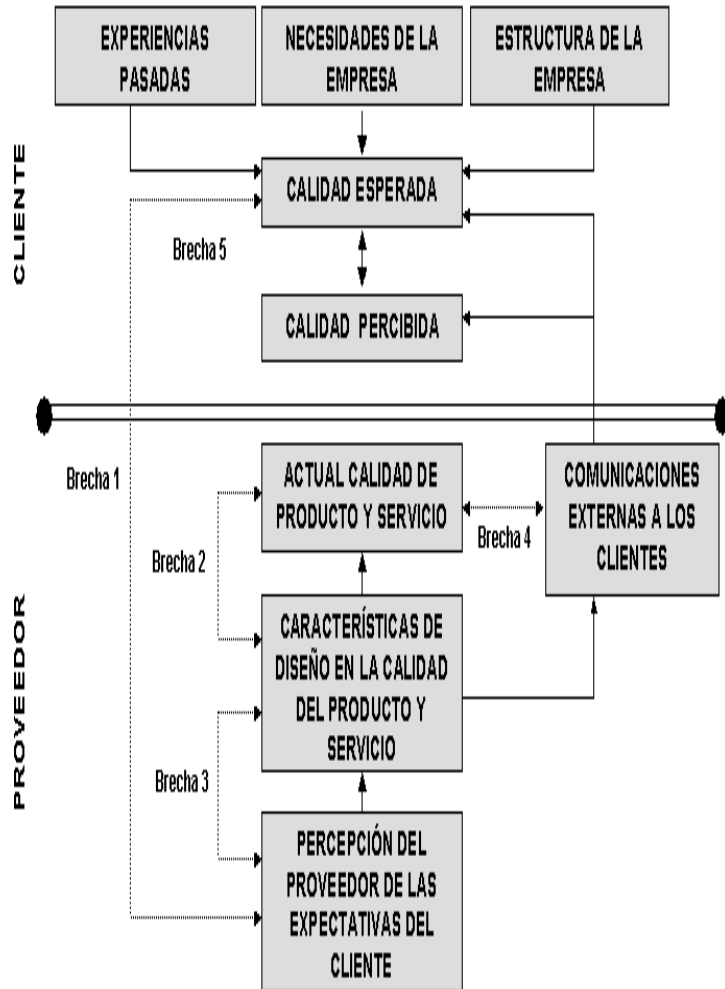 EXPERIENCIAS
PASADAS
NECESIDADES DE LA
EMPRESA
ESTRUCTURA DE LA
EMPRESA
CLIENTE
CALIDAD ESPERADA
Brecha 5
CALIDAD PERCIBIDA
Brecha 1
ACTUAL CALIDAD DE
PRODUCTO Y SERVICIO
COMUNICACIONES
EXTERNAS A LOS
CLIENTES
Brecha 4
Brecha 2
PROVEEDOR
CARACTERÍSTICAS DE
DISEÑO EN LA CALIDAD
DEL PRODUCTO Y
SERVICIO
Brecha 3
PERCEPCIÓN DEL
PROVEEDOR DE LAS
EXPECTATIVAS DEL
CLIENTE